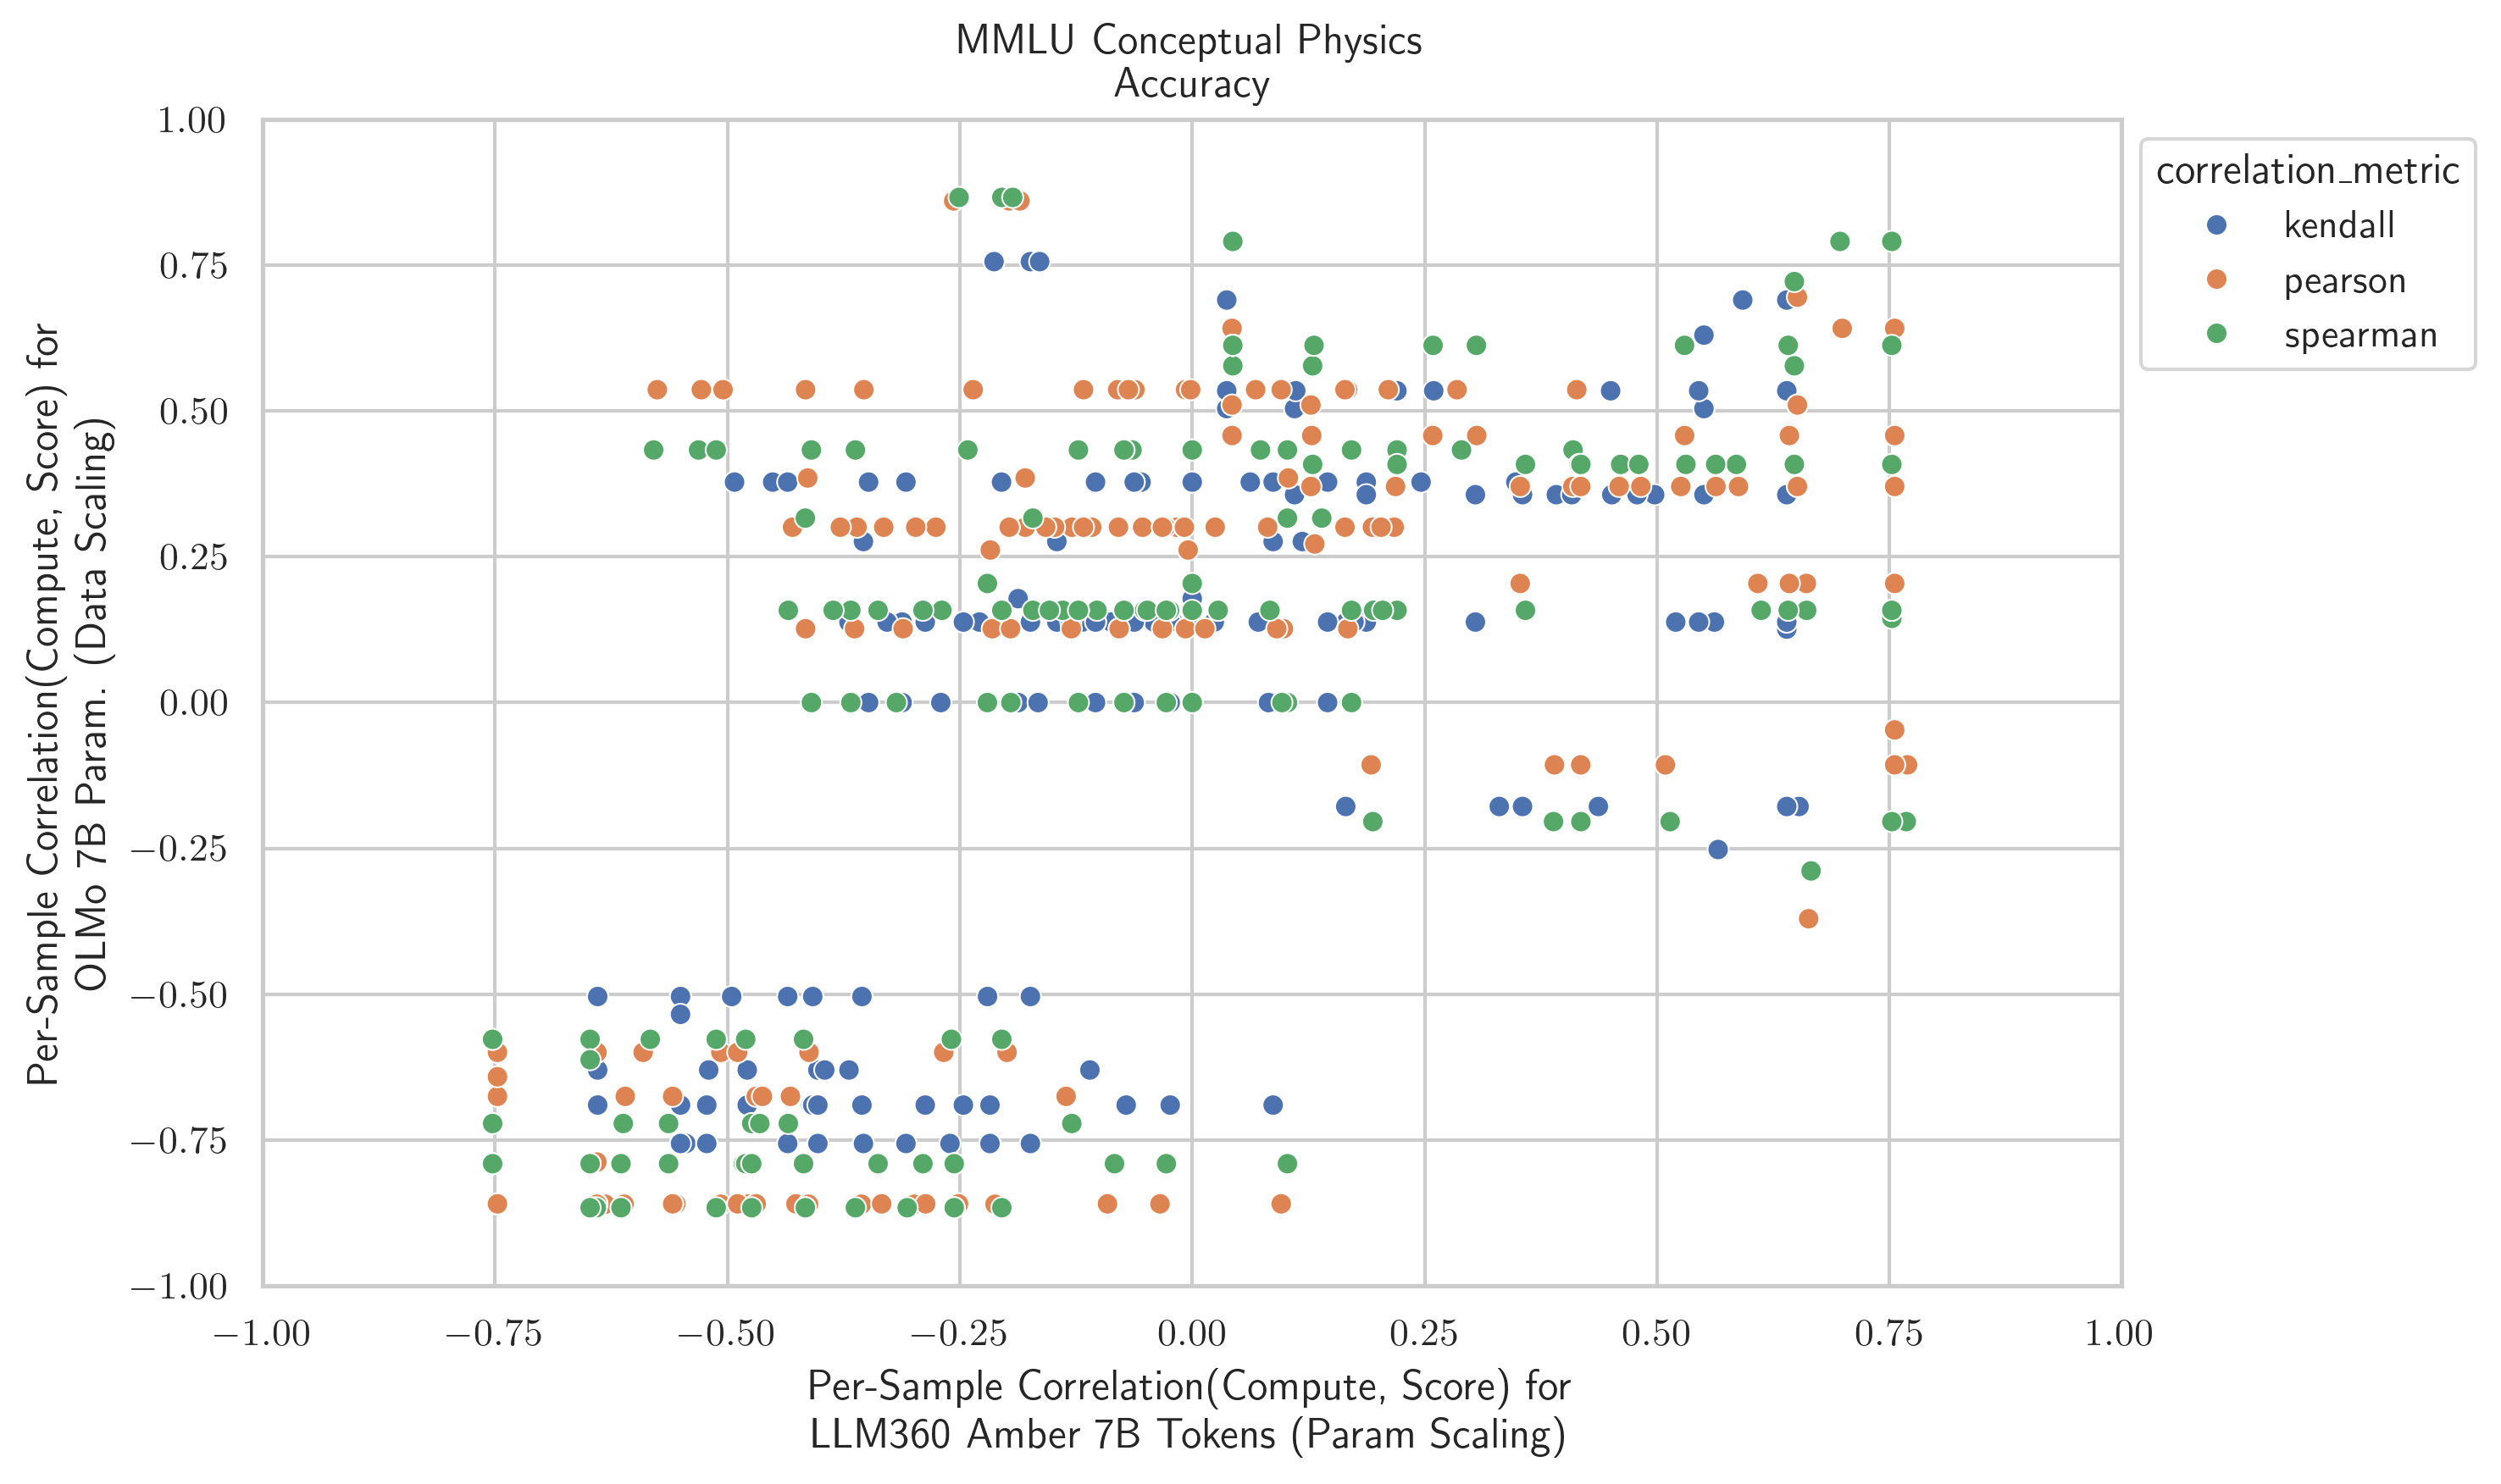 MMLU Conceptual Physics
Accuracy
Per-Sample Correlation(Compute, Score) for
OLMo 7B Param. (Data Scaling)
1.00
0.75
0.50
0.25
0.00
−0.25
−0.50
−0.75
−1.00
−1.00
−0.75
−0.50
−0.25
0.00
0.25
0.50
0.75
1.00
Per-Sample Correlation(Compute, Score) for
LLM360 Amber 7B Tokens (Param Scaling)
correlation_metric
kendall
pearson
spearman